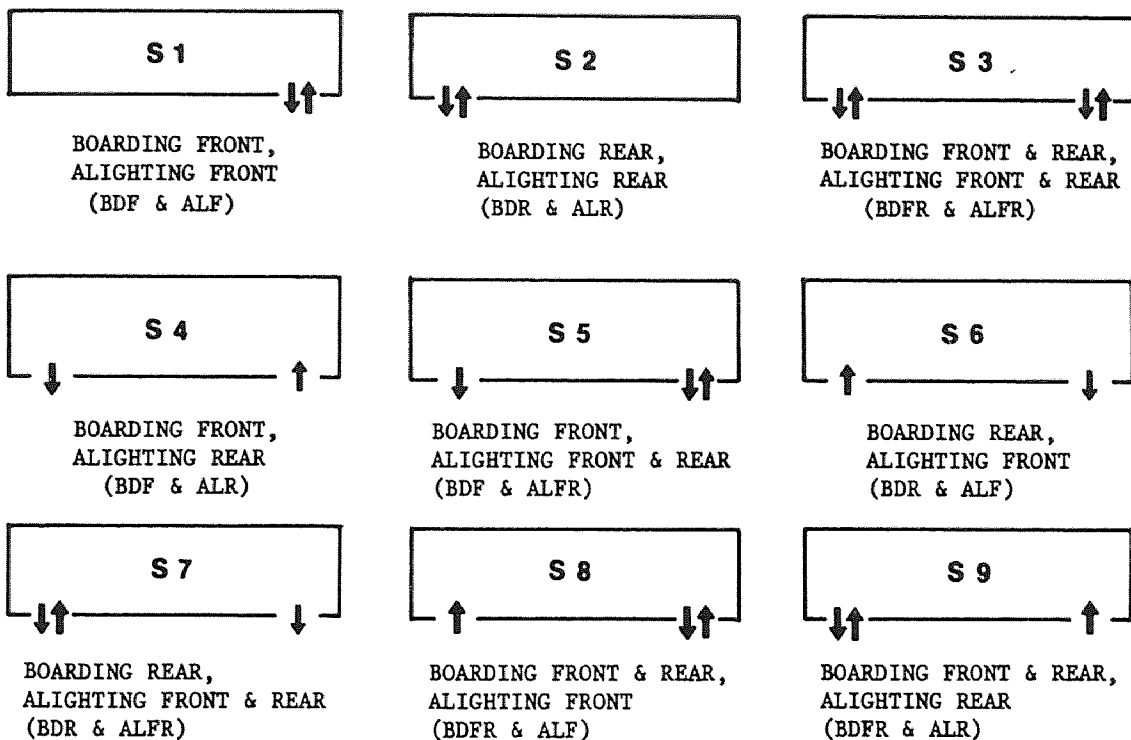 S 1
BOARDING FRONT,
ALIGHTING FRONT
(BDF & ALF)
S 2
BOARDING REAR,
ALIGHTING REAR
(BDR & ALR)
S 3
BOARDING FRONT & REAR,
ALIGHTING FRONT & REAR
(BDFR & ALFR)
S 4
BOARDING FRONT,
ALIGHTING REAR
(BDF & ALR)
S 5
BOARDING FRONT,
ALIGHTING FRONT & REAR
(BDF & ALFR)
S 6
BOARDING REAR,
ALIGHTING FRONT
(BDR & ALF)
S 7
BOARDING REAR,
ALIGHTING FRONT & REAR
(BDR & ALFR)
S 8
BOARDING FRONT & REAR,
ALIGHTING FRONT
(BDFR & ALF)
S 9
BOARDING FRONT & REAR,
ALIGHTING REAR
(BDFR & ALR)